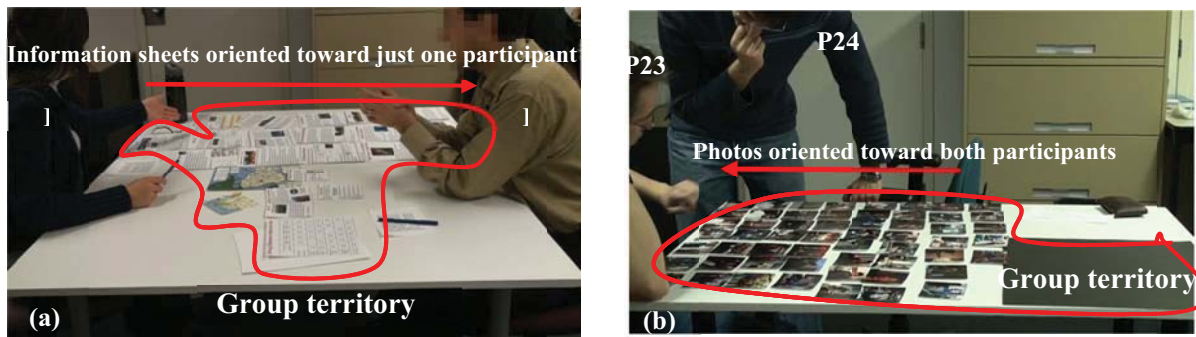 Information sheets oriented toward just one participant
]
]
Group territory
(a)
P23
P24
Photos oriented toward both participants
Group territory
(b)